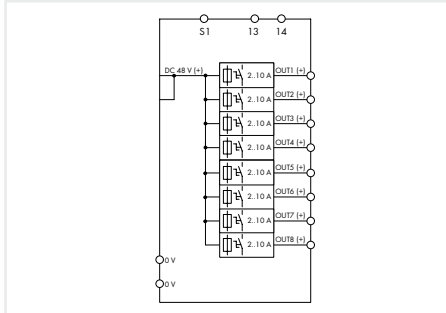 S1 13 14
DC 48 V (+)
2..10 A OUT1 (+)
2..10 A OUT2 (+)
2..10 A OUT3 (+)
2..10 A OUT4 (+)
2..10 A OUT5 (+)
2..10 A OUT6 (+)
2..10 A OUT7 (+)
2..10 A OUT8 (+)
0 V
0 V